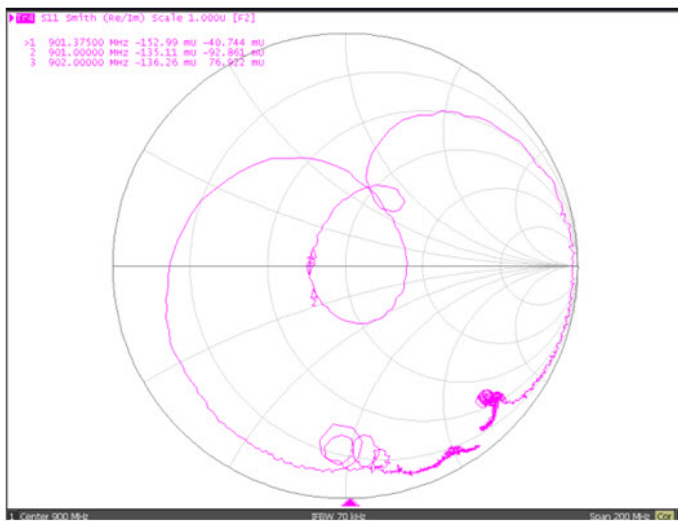 Tr4 S11 Smith (Re/Im) Scale 1.000U [F2]
>1 901.37500 MHz -152.99 mU -40.744 mU
2 901.00000 MHz -135.11 mU -92.861 mU
3 902.00000 MHz -136.26 mU 76.922 mU
1 Center 900 MHz IFBW 70 kHz Span 200 MHz Cor